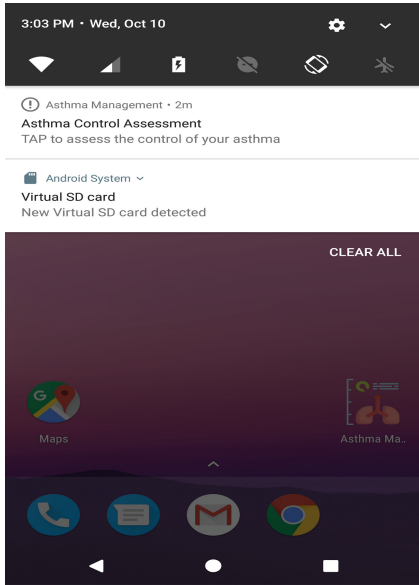 3:03 PM • Wed, Oct 10
Asthma Management • 2m
Asthma Control Assessment
TAP to assess the control of your asthma
Android System
Virtual SD card
New Virtual SD card detected
CLEAR ALL
G
Maps
Asthma Ma..